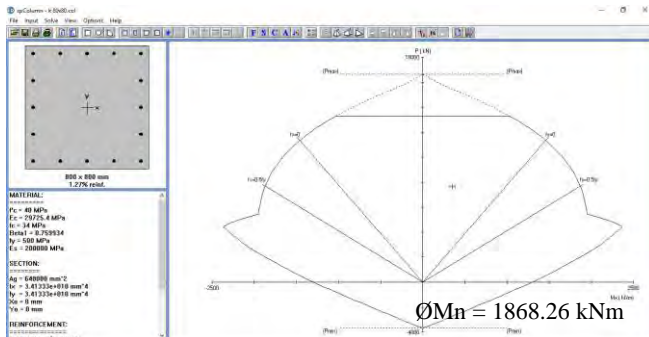 spColumn - k 80x80.col
File Input Solve View Options Help
F S C A
y
x
800 x 800 mm
1.27% reinf.
MATERIAL:
=========
f'c = 40 MPa
Ec = 29725.4 MPa
fc = 34 MPa
Beta1 = 0.759934
fy = 500 MPa
Es = 200000 MPa
SECTION:
========
Ag = 640000 mm^2
Ix = 3.41333e+010 mm^4
Iy = 3.41333e+010 mm^4
Xo = 0 mm
Yo = 0 mm
REINFORCEMENT:
P ( kN)
(Pmax)
(Pmax)
fs=0
fs=0
fs=0.5fy
fs=0.5fy
-2500
2500
Mx ( kNm)
ØMn = 1868.26 kNm
(Pmin)
(Pmin)